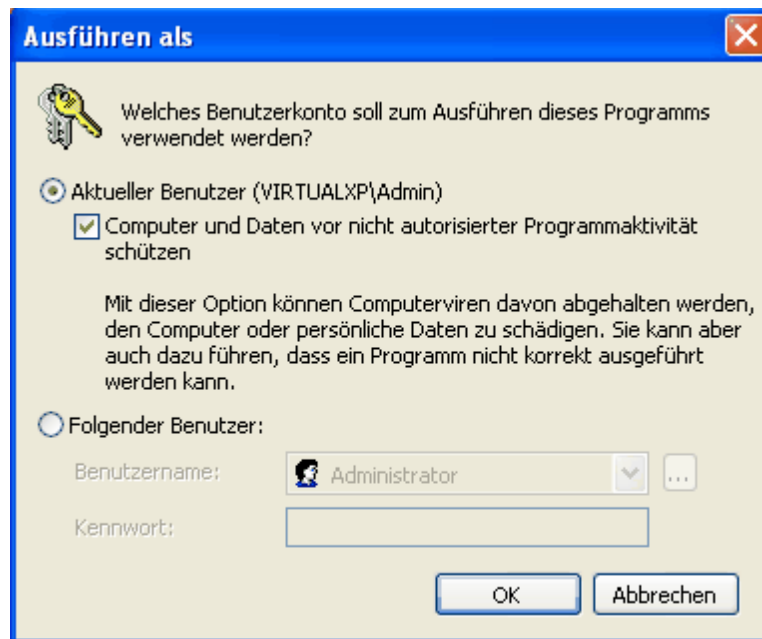 Ausführen als
Welches Benutzerkonto soll zum Ausführen dieses Programms
verwendet werden?
Aktueller Benutzer (VIRTUALXP\Admin)
Computer und Daten vor nicht autorisierter Programmaktivität
schützen
Mit dieser Option können Computerviren davon abgehalten werden,
den Computer oder persönliche Daten zu schädigen. Sie kann aber
auch dazu führen, dass ein Programm nicht korrekt ausgeführt
werden kann.
Folgender Benutzer:
Benutzername:
Administrator
...
Kennwort:
OK
Abbrechen